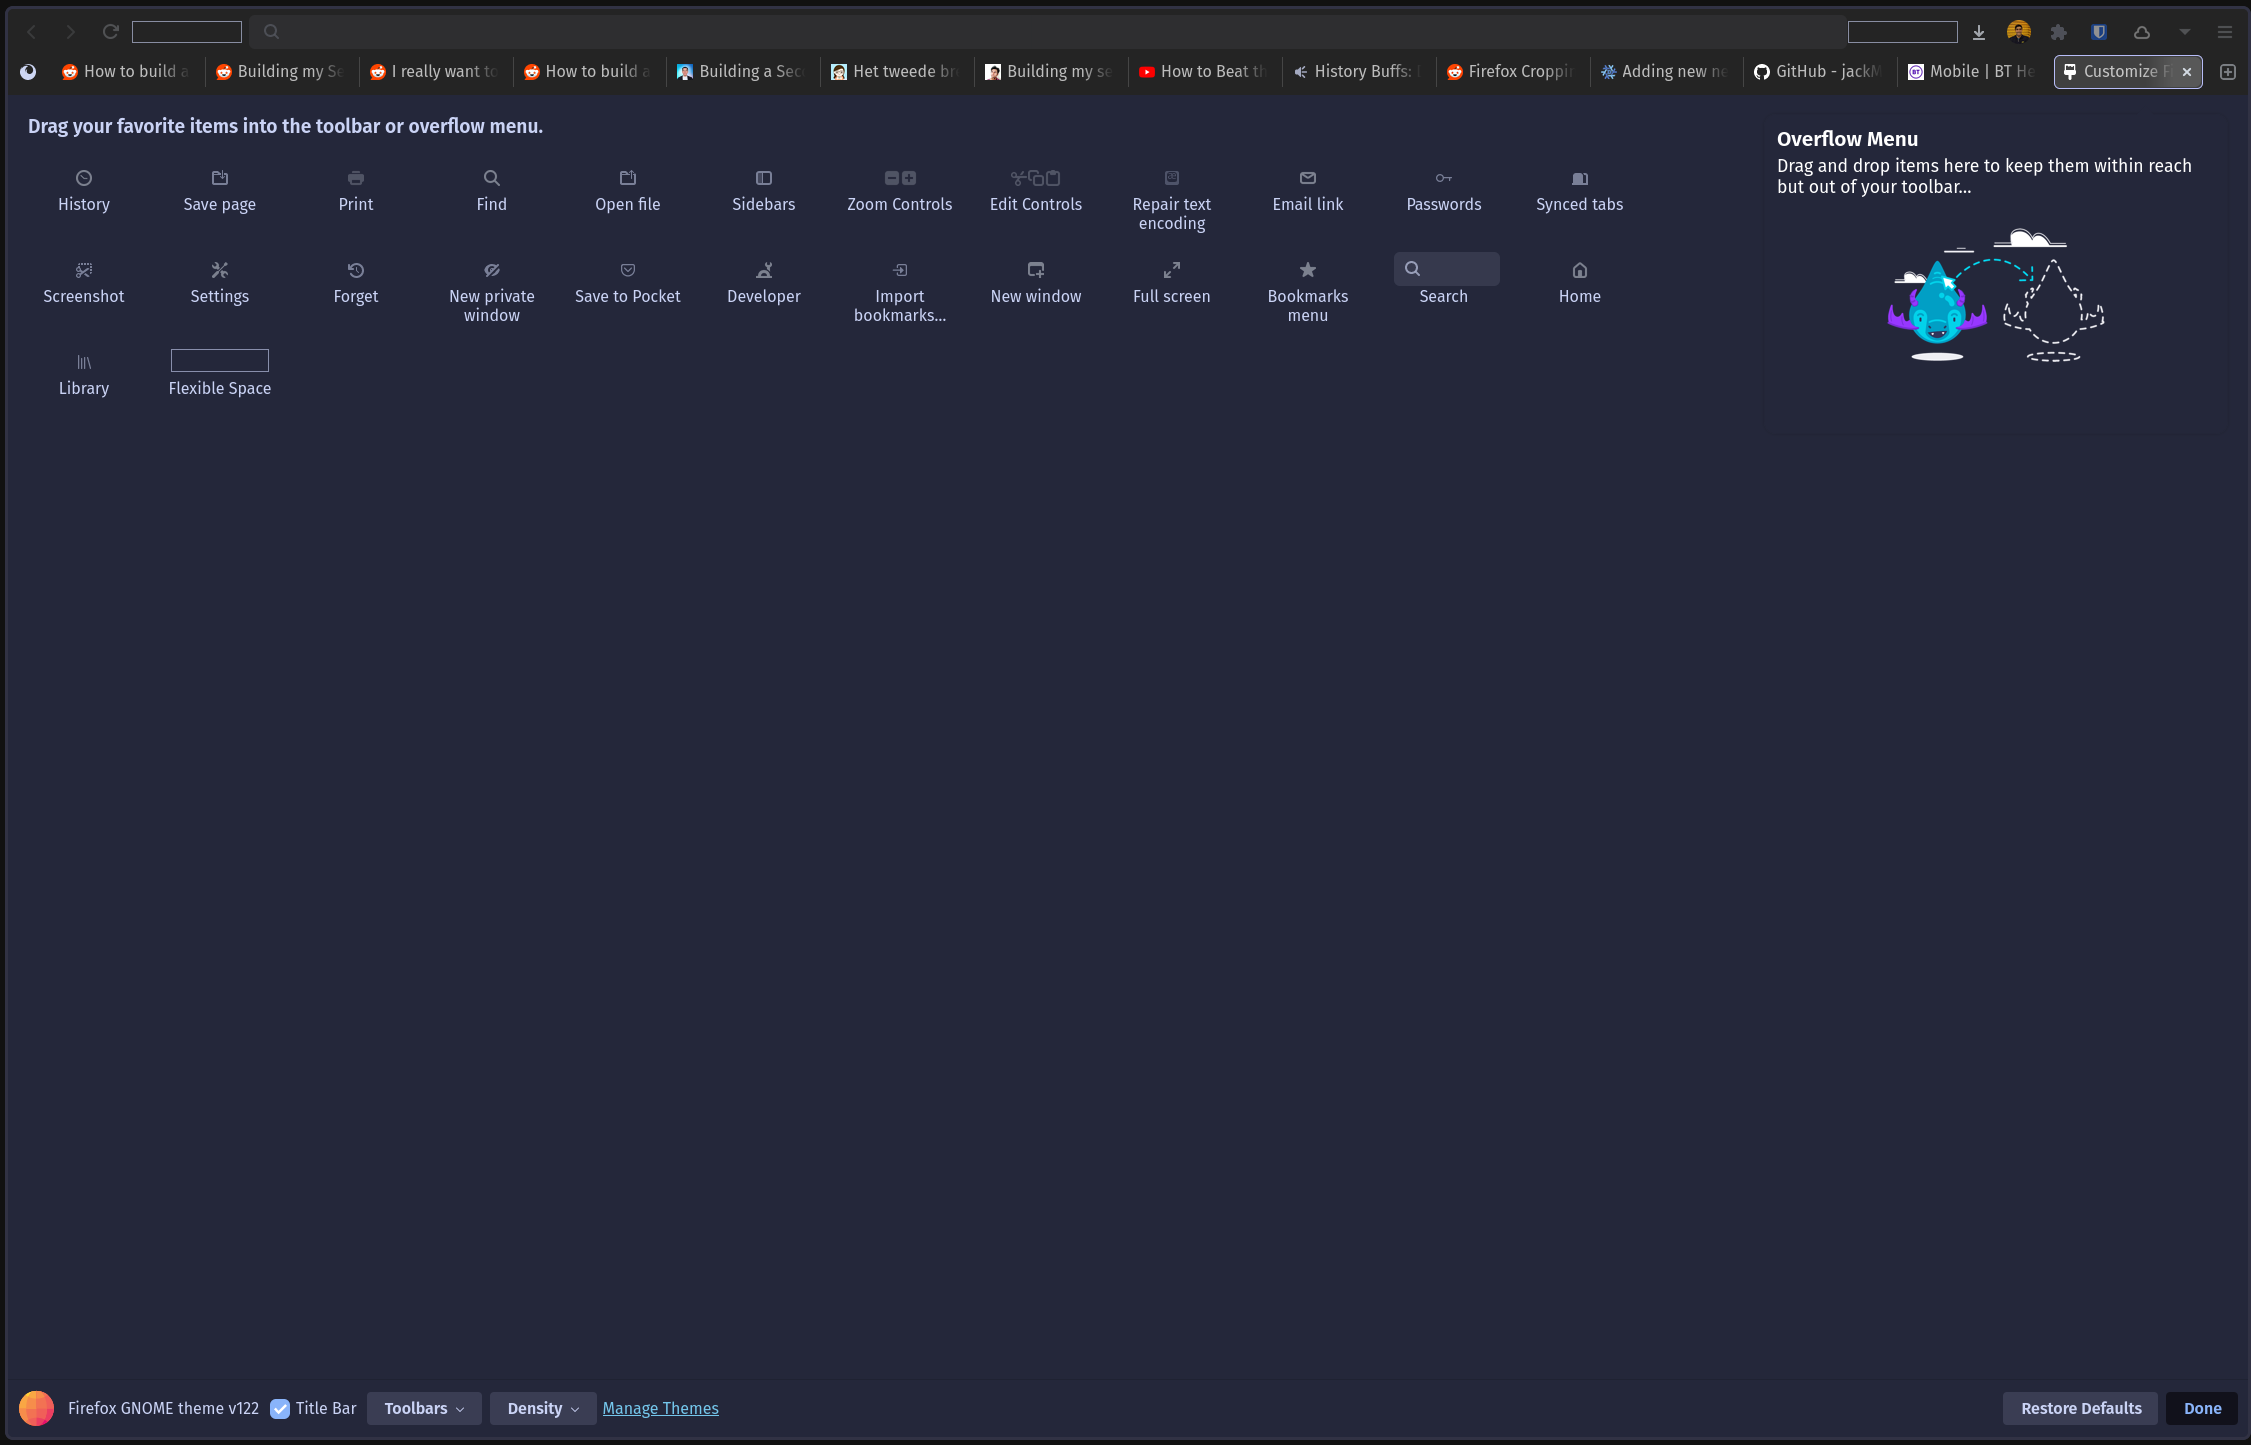 How to build a
Building my Se
I really want to
How to build a
Building a Sec
Het tweede br
Building my se
How to Beat th
History Buffs:
Firefox Croppin
Adding new ne
GitHub - jackM
Mobile | BT He
Customize F
Drag your favorite items into the toolbar or overflow menu.
History
Save page
Print
Find
Open file
Sidebars
Zoom Controls
Edit Controls
Repair text
encoding
Email link
Passwords
Synced tabs
Screenshot
Settings
Forget
New private
window
Save to Pocket
Developer
Import
bookmarks...
New window
Full screen
Bookmarks
menu
Search
Home
Library
Flexible Space
Overflow Menu
Drag and drop items here to keep them within reach
but out of your toolbar...
Firefox GNOME theme v122
Title Bar
Toolbars
Density
Manage Themes
Restore Defaults
Done